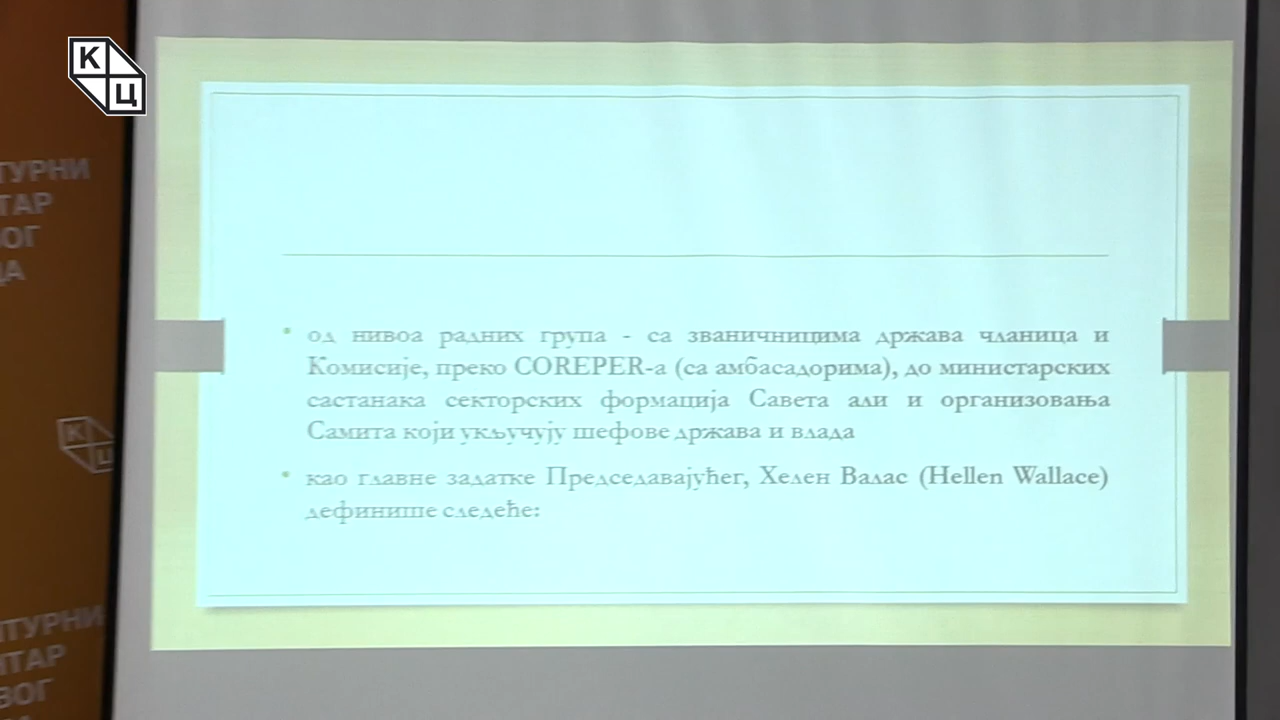 К
Ц
ТУРНИ
ТАР
ВОГ
ДА
од нивоа радних група - са званичницима држава чланица и
Комисије, преко COREPER-а (са амбасадорима), до министарских
састанака секторских формација Савета али и организовања
Самита који укључују шефове држава и влада
као главне задатке Председавајућег, Хелен Валас (Hellen Wallace)
дефинише следеће:
К
Ц
ЛТУРНИ
НТАР
ВОГ